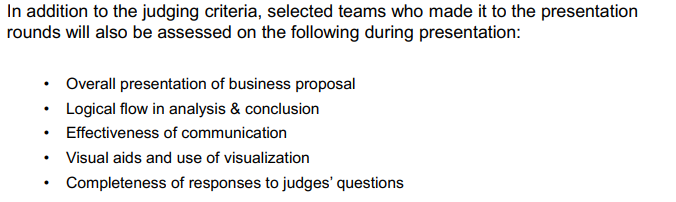 In addition to the judging criteria, selected teams who made it to the presentation
rounds will also be assessed on the following during presentation:
• Overall presentation of business proposal
• Logical flow in analysis & conclusion
• Effectiveness of communication
• Visual aids and use of visualization
• Completeness of responses to judges’ questions